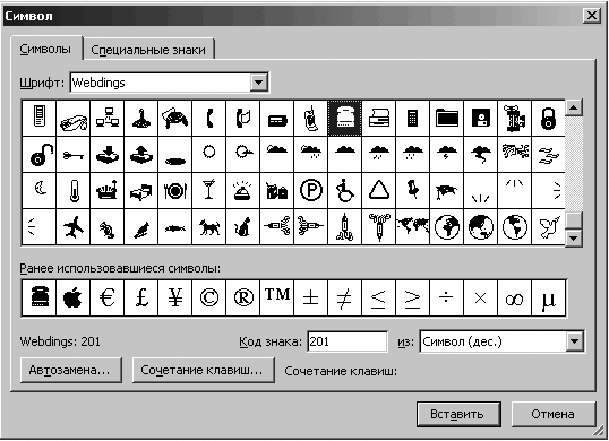 Символ
Символы Специальные знаки
Шрифт: Webdings
Ранее использовавшиеся символы:
€ £ ¥ © ® ™ ± ≠ ≤ ≥ ÷ × ∞ µ
Webdings: 201 Код знака: 201 из: Символ (дес.)
Автозамена... Сочетание клавиш... Сочетание клавиш:
Вставить Отмена